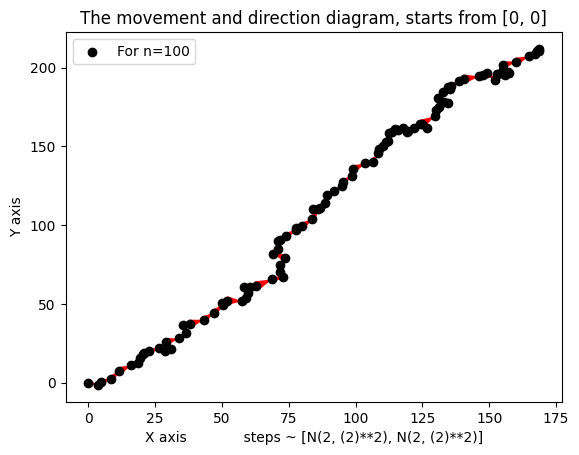 The movement and direction diagram, starts from [0, 0]
For n=100
Y axis
200
150
100
50
0
0 25 50 75 100 125 150 175
X axis steps ~ [N(2, (2)**2), N(2, (2)**2)]